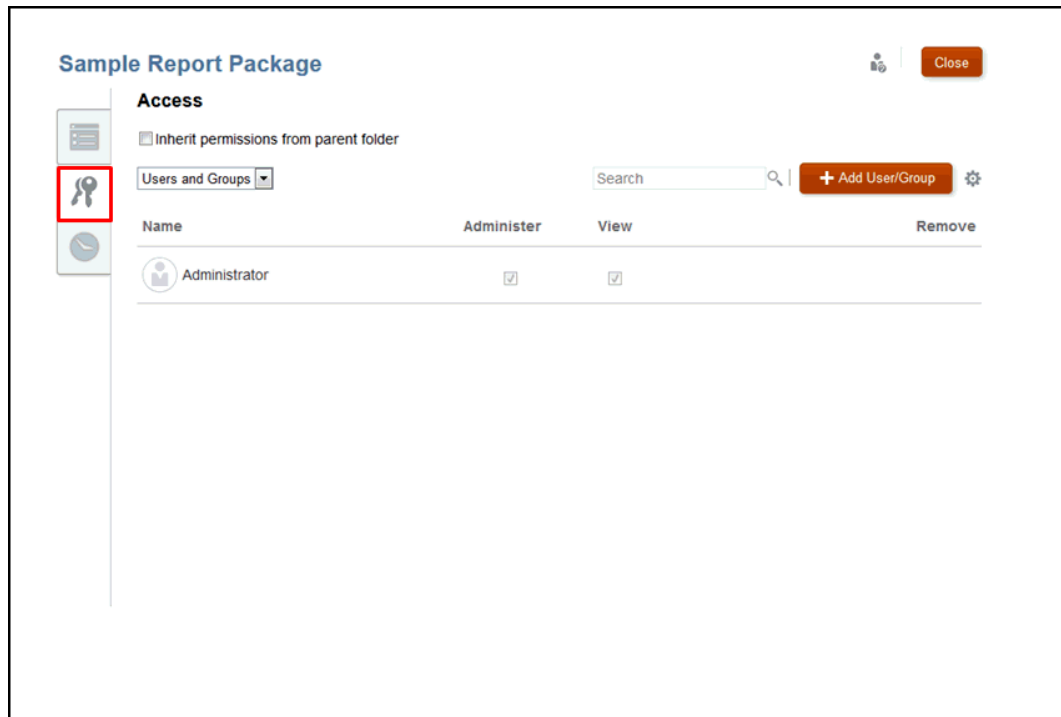 Sample Report Package
Close
Access
Inherit permissions from parent folder
Users and Groups
Search
Add User/Group
Name Administer View Remove
Administrator